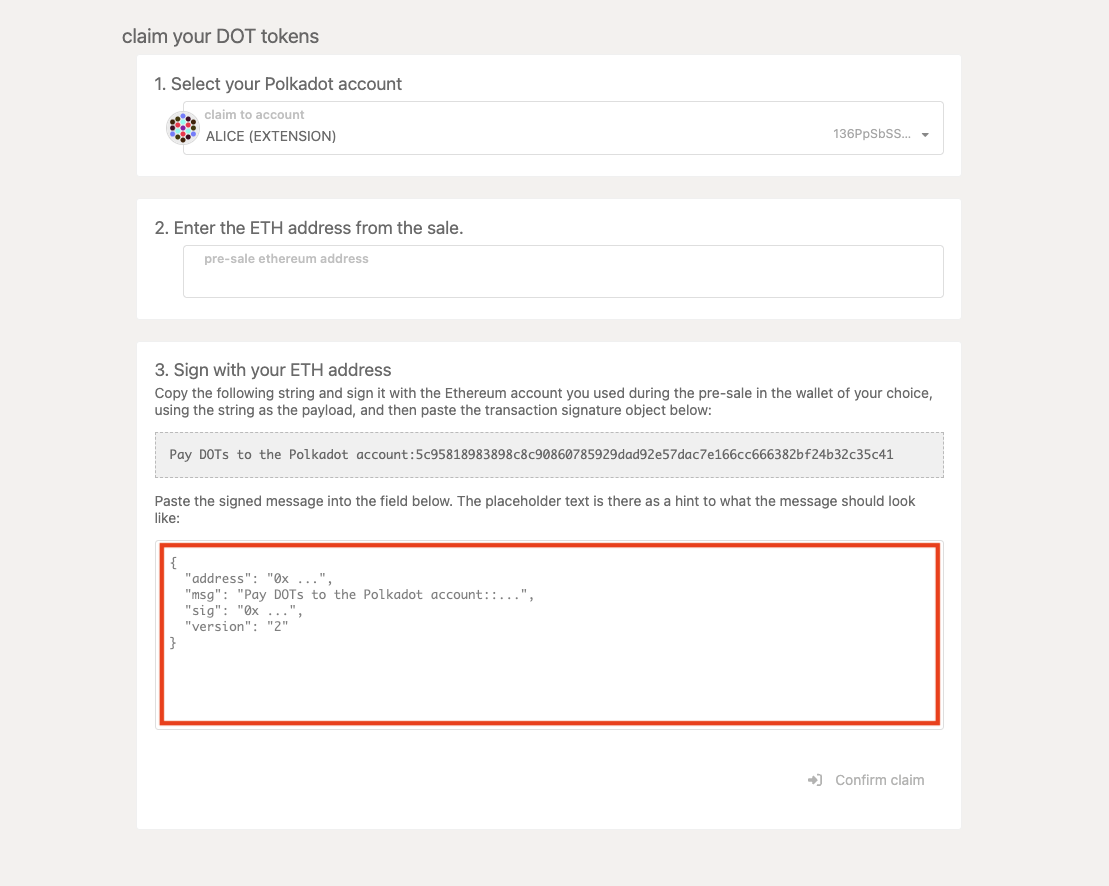 claim your DOT tokens
1. Select your Polkadot account
claim to account
ALICE (EXTENSION)
136PpSbSS...
2. Enter the ETH address from the sale.
pre-sale ethereum address
3. Sign with your ETH address
Copy the following string and sign it with the Ethereum account you used during the pre-sale in the wallet of your choice,
using the string as the payload, and then paste the transaction signature object below:
Pay DOTs to the Polkadot account:5c95818983898c8c90860785929dad92e57dac7e166cc666382bf24b32c35c41
Paste the signed message into the field below. The placeholder text is there as a hint to what the message should look
like:
{
"address": "0x ...",
"msg": "Pay DOTs to the Polkadot account::...",
"sig": "0x ...",
"version": "2"
}
Confirm claim